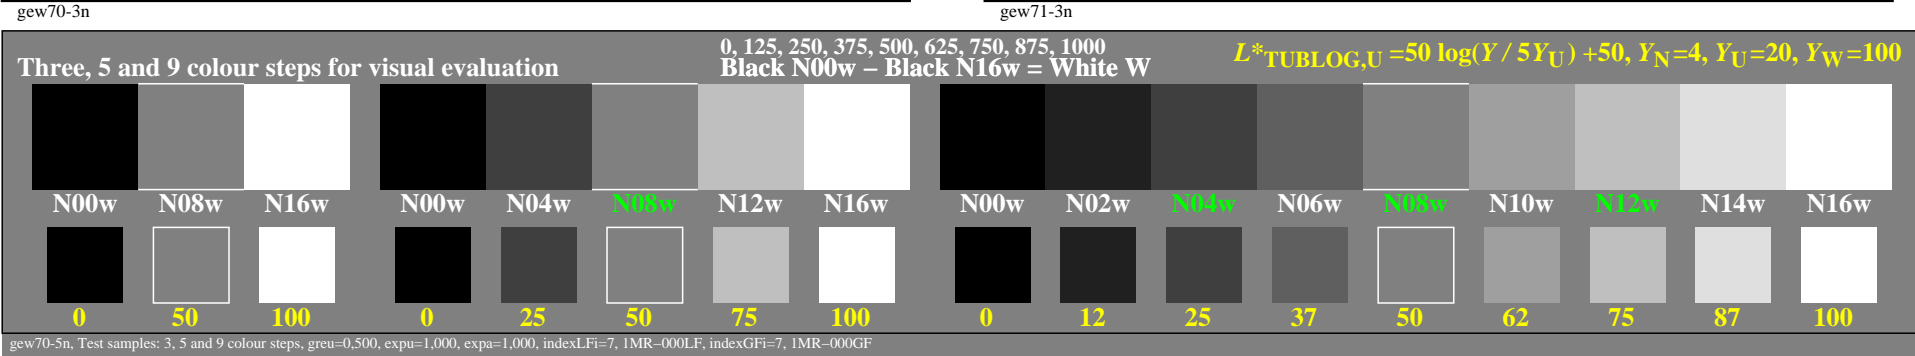 gew70-3n gew71-3n
Three, 5 and 9 colour steps for visual evaluation
0, 125, 250, 375, 500, 625, 750, 875, 1000
Black N00w – Black N16w = White W
L*TUBLOG,U =50 log(Y / 5YU) +50, YN=4, YU=20, YW=100
N00w N08w N16w N00w N04w N08w N12w N16w N00w N02w N04w N06w N08w N10w N12w N14w N16w
0 50 100 0 25 50 75 100 0 12 25 37 50 62 75 87 100
gew70-5n, Test samples: 3, 5 and 9 colour steps, greu=0,500, expu=1,000, expa=1,000, indexLFi=7, 1MR–000LF, indexGFi=7, 1MR–000GF